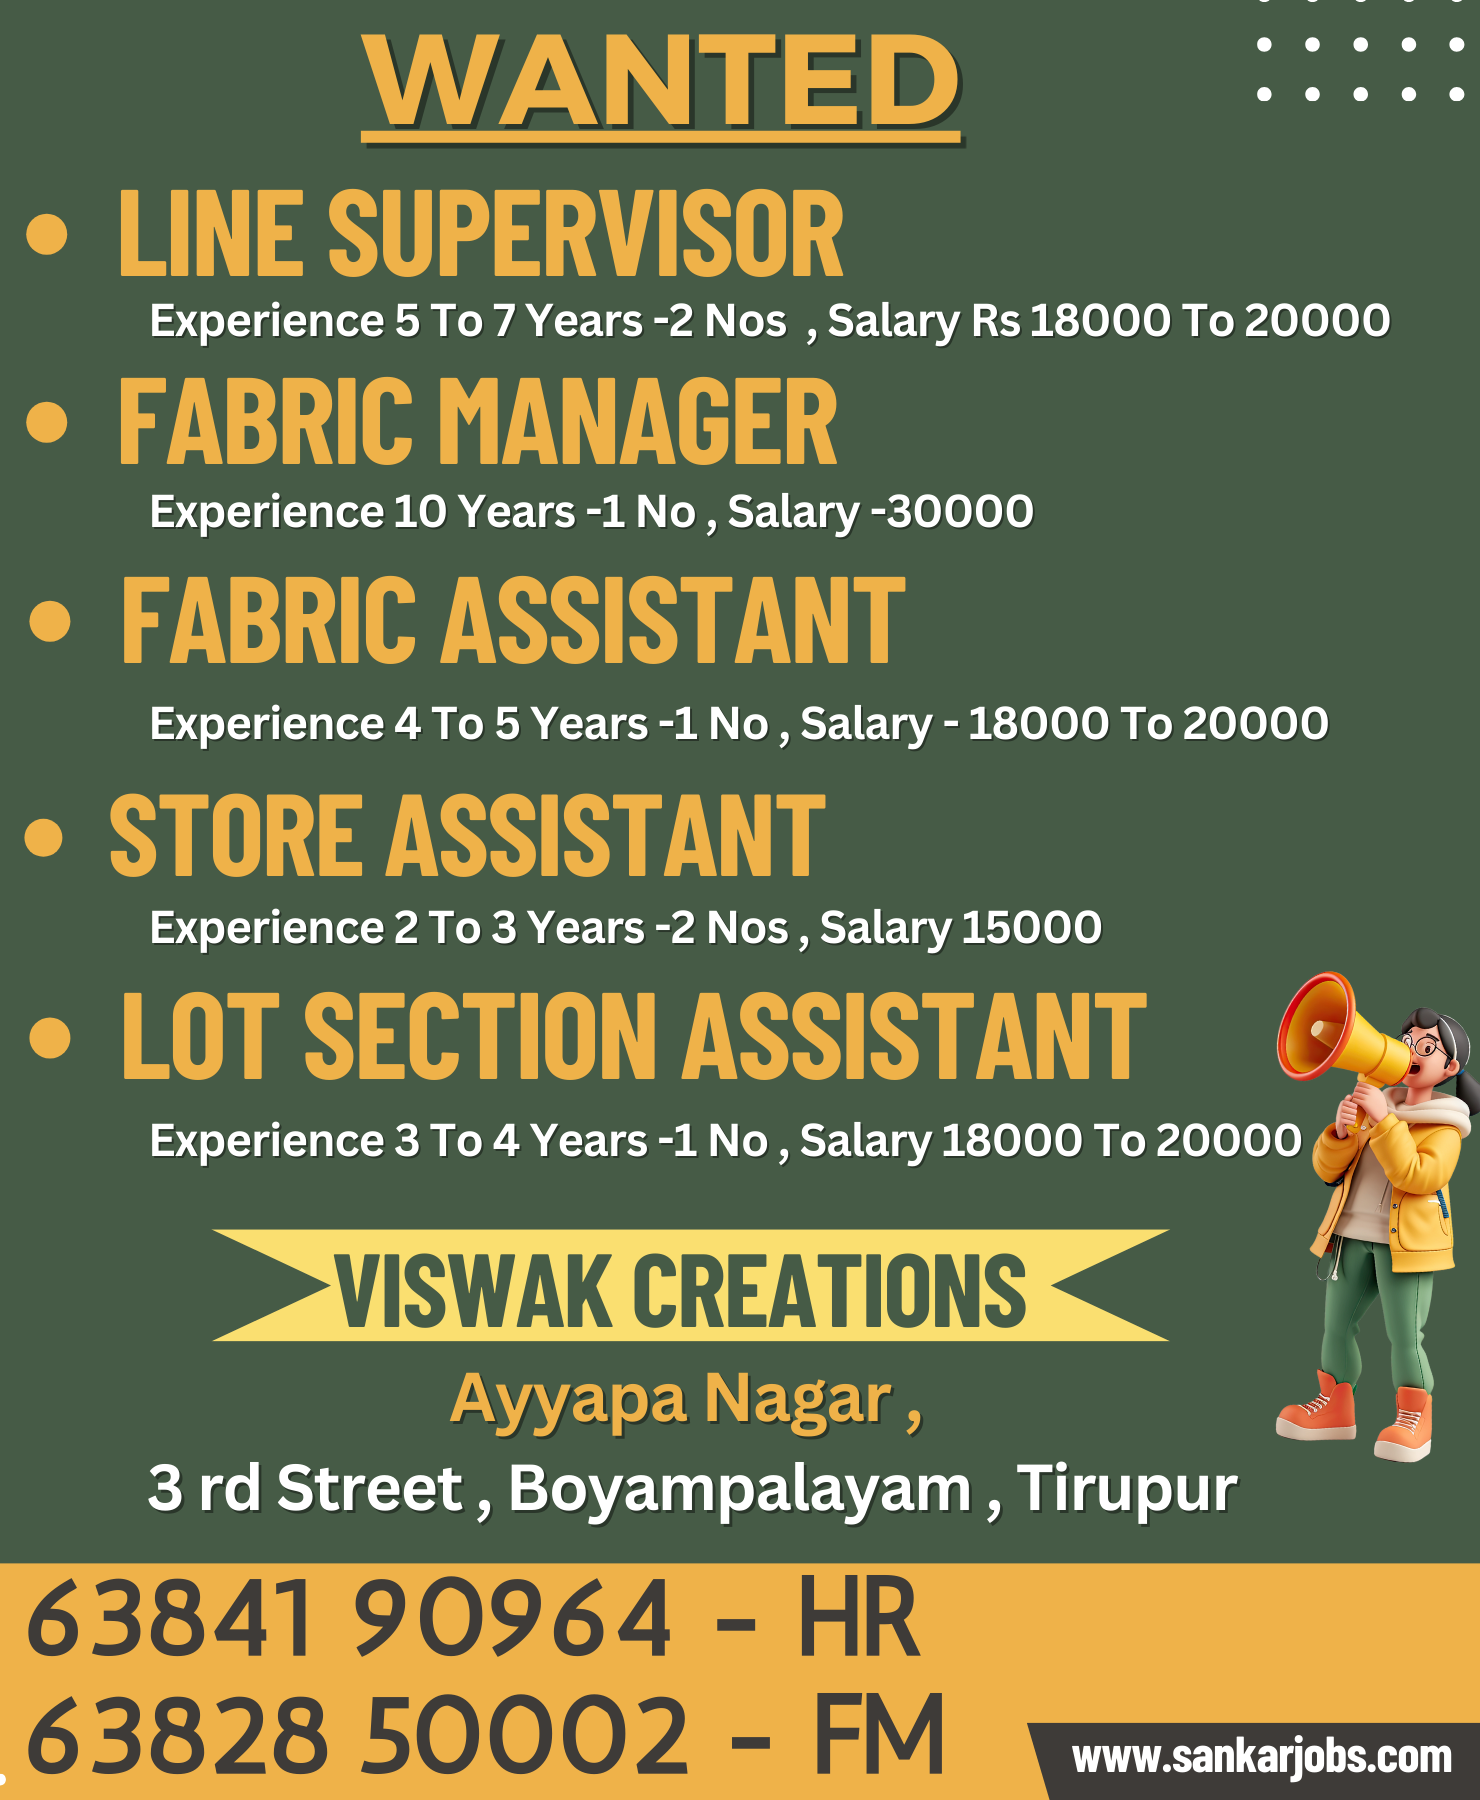 WANTED
LINE SUPERVISOR
Experience 5 To 7 Years -2 Nos , Salary Rs 18000 To 20000
FABRIC MANAGER
Experience 10 Years -1 No , Salary -30000
FABRIC ASSISTANT
Experience 4 To 5 Years -1 No , Salary - 18000 To 20000
STORE ASSISTANT
Experience 2 To 3 Years -2 Nos , Salary 15000
LOT SECTION ASSISTANT
Experience 3 To 4 Years -1 No , Salary 18000 To 20000
VISWAK CREATIONS
Ayyapa Nagar ,
3 rd Street , Boyampalayam , Tirupur
63841 90964 - HR
63828 50002 - FM
www.sankarjobs.com